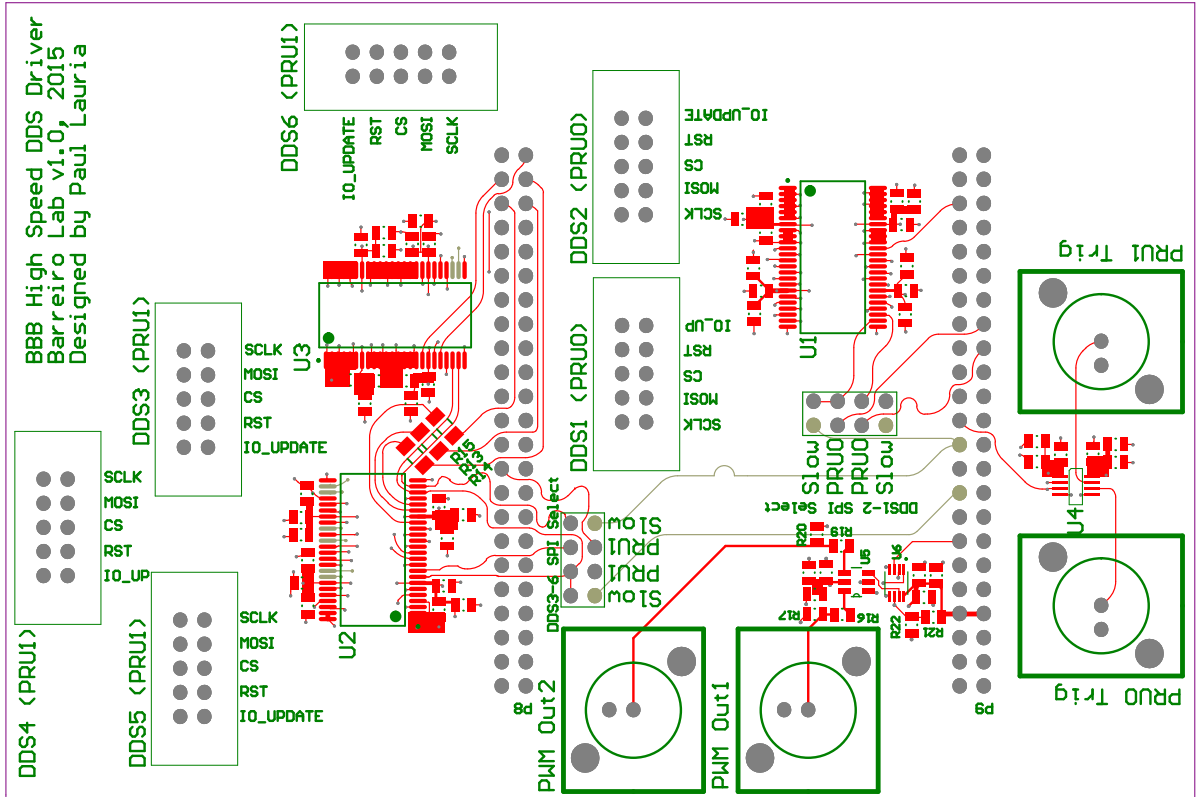 BBB High Speed DDS Driver
Barreiro Lab v1.0, 2015
Designed by Paul Lauria
DDS6 (PRU1)
IO_UPDATE
RST
CS
MOSI
SCLK
DDS2 (PRU0)
IO_UPDATE
RST
CS
MOSI
SCLK
DDS1 (PRU0)
IO_UP
RST
CS
MOSI
SCLK
DDS3 (PRU1)
SCLK
MOSI
CS
RST
IO_UPDATE
DDS4 (PRU1)
SCLK
MOSI
CS
RST
IO_UP
DDS5 (PRU1)
SCLK
MOSI
CS
RST
IO_UPDATE
U3
U2
R15
R13
R14
U1
Slow
PRU0
PRU0
Slow
DDS1-2 SPI Select
DDS3-6 SPI Select
Slow
PRU1
PRU1
Slow
R20
R19
U5
U6
R17
R16
R22
R21
P8
P9
PWM Out2
PWM Out1
PRU1 Trig
U4
PRU0 Trig